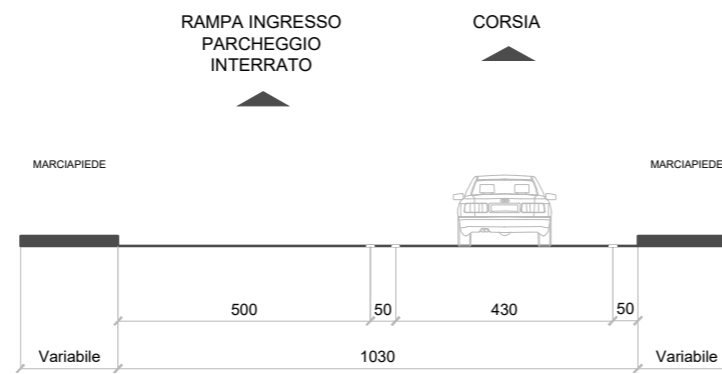 RAMPA INGRESSO
PARCHEGGIO
INTERRATO
CORSIA
MARCIAPIEDE
MARCIAPIEDE
500
50
430
50
Variabile
1030
Variabile